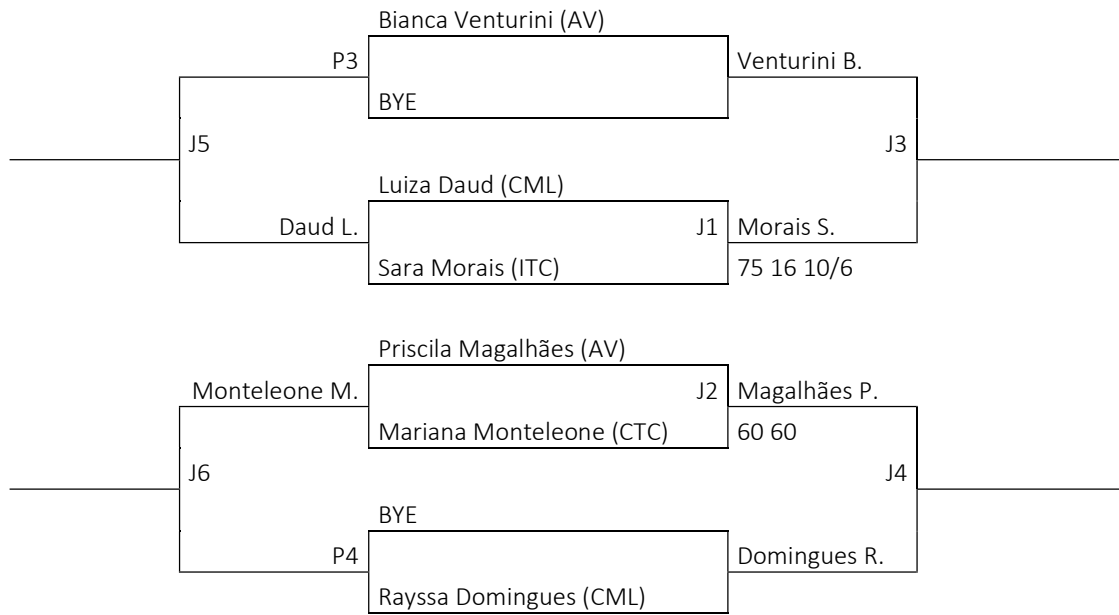 Bianca Venturini (AV)
P3 Venturini B.
BYE
J5 J3
Luiza Daud (CML)
Daud L. J1 Morais S.
Sara Morais (ITC) 75 16 10/6
Priscila Magalhães (AV)
Monteleone M. J2 Magalhães P.
Mariana Monteleone (CTC) 60 60
J6 J4
BYE
P4 Domingues R.
Rayssa Domingues (CML)